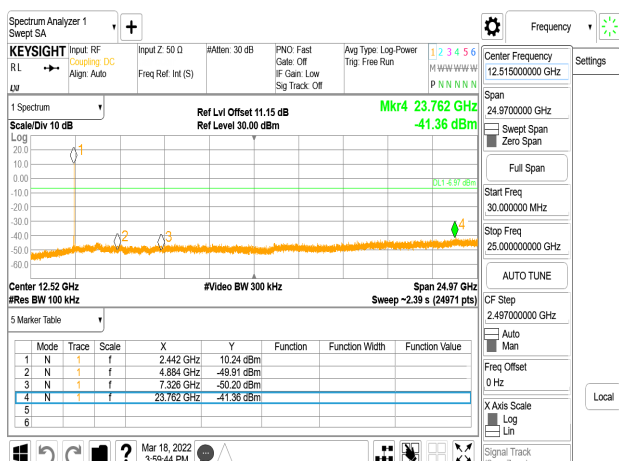 Spectrum Analyzer 1
Swept SA
Frequency
KEYSIGHT
RL
Input: RF
Coupling: DC
Align: Auto
Input Z: 50 Ω
Freq Ref: Int (S)
#Atten: 30 dB
PNO: Fast
Gate: Off
IF Gain: Low
Sig Track: Off
Avg Type: Log-Power
Trig: Free Run
1 2 3 4 5 6
M W W W W W
P N N N N N
1 Spectrum
Scale/Div 10 dB
Ref Lvl Offset 11.15 dB
Ref Level 30.00 dBm
Mkr4 23.762 GHz
-41.36 dBm
Log
20.0
10.0
0.00
-10.0
-20.0
-30.0
-40.0
-50.0
-60.0
DL1 -6.97 dBm
1
2
3
4
Center 12.52 GHz
#Video BW 300 kHz
Span 24.97 GHz
#Res BW 100 kHz
Sweep ~2.39 s (24971 pts)
5 Marker Table
Mode Trace Scale X Y Function Function Width Function Value
1 N 1 f 2.442 GHz 10.24 dBm
2 N 1 f 4.884 GHz -49.91 dBm
3 N 1 f 7.326 GHz -50.20 dBm
4 N 1 f 23.762 GHz -41.36 dBm
5
6
Mar 18, 2022
3:59:44 PM
?
Center Frequency
12.515000000 GHz
Settings
Span
24.9700000 GHz
Swept Span
Zero Span
Full Span
Start Freq
30.000000 MHz
Stop Freq
25.000000000 GHz
AUTO TUNE
CF Step
2.497000000 GHz
Auto
Man
Freq Offset
0 Hz
X Axis Scale
Log
Lin
Local
Signal Track